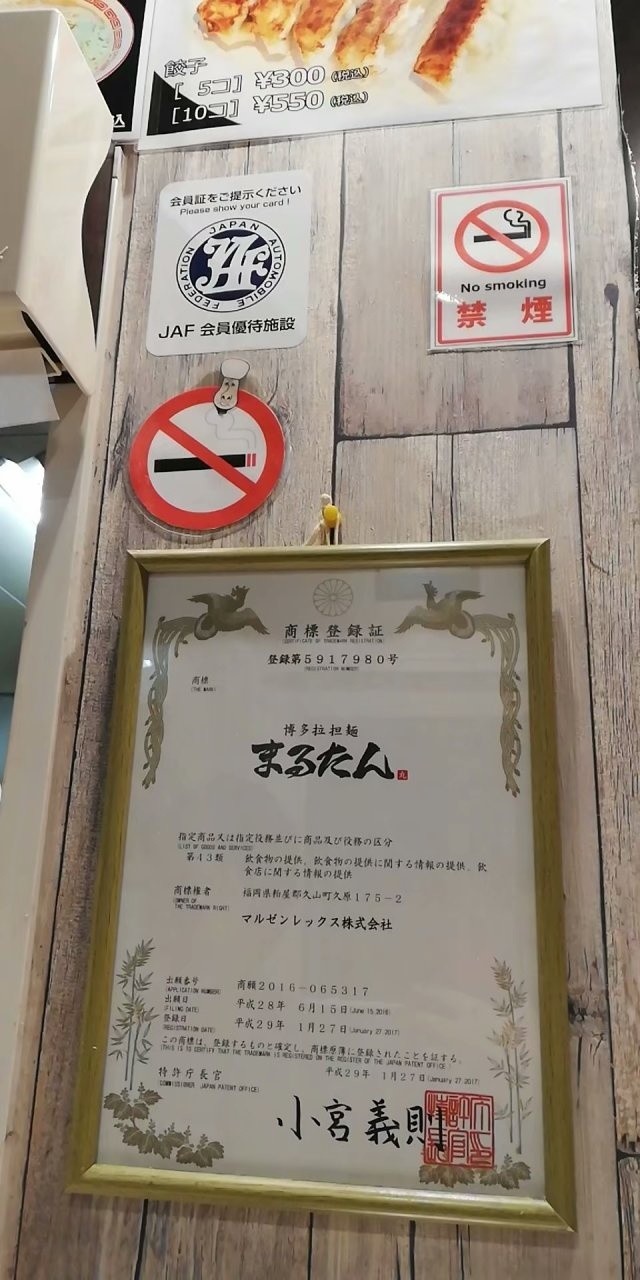 餃子
[ 5コ] ¥300(税込)
[10コ] ¥550(税込)
込
会員証をご提示ください
Please show your card !
JAPAN AUTOMOBILE FEDERATION
JAF
JAF 会員優待施設
No smoking
禁煙
商標登録証
(CERTIFICATE OF TRADEMARK REGISTRATION)
登録第5917980号
(REGISTRATION NUMBER)
商標
(THE MARK)
博多拉担麺
まるたん
丸
指定商品又は指定役務並びに商品及び役務の区分
(LIST OF GOODS AND SERVICES)
第43類 飲食物の提供、飲食物の提供に関する情報の提供、飲
食店に関する情報の提供
商標権者
(OWNER OF THE TRADEMARK RIGHT)
福岡県粕屋郡久山町久原175-2
マルゼンレックス株式会社
出願番号 商願2016-065317
(APPLICATION NUMBER)
出願日 平成28年 6月15日(June 15,2016)
(FILING DATE)
登録日 平成29年 1月27日(January 27,2017)
(REGISTRATION DATE)
この商標は、登録するものと確定し、商標原簿に登録されたことを証する。
(THIS IS TO CERTIFY THAT THE TRADEMARK IS REGISTERED ON THE REGISTER OF THE JAPAN PATENT OFFICE.)
平成29年 1月27日(January 27,2017)
特許庁長官
COMMISSIONER, JAPAN PATENT OFFICE
小宮義則